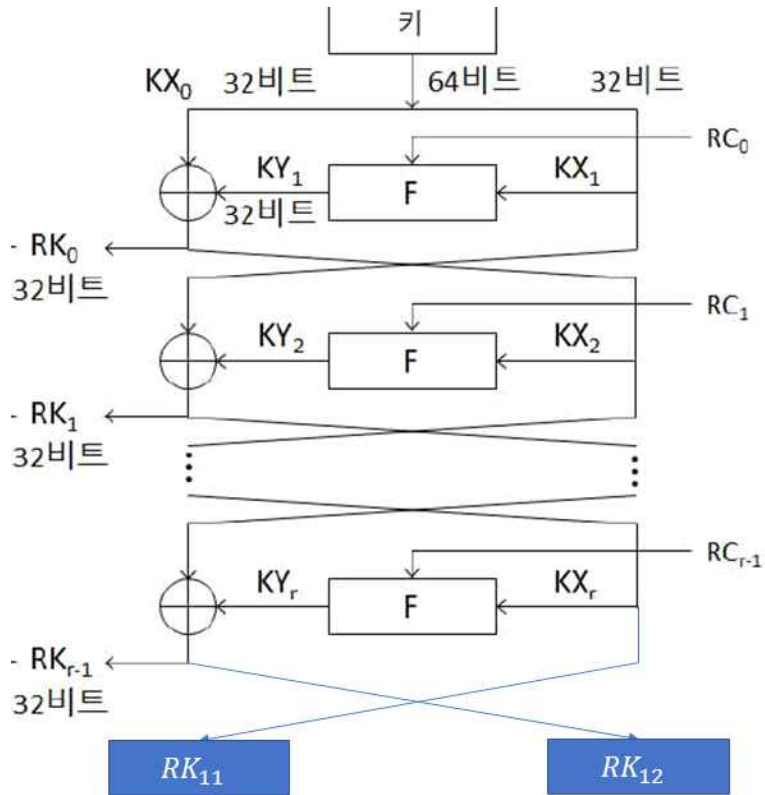 키
KX₀ 32비트 64비트 32비트
RC₀
KY₁ F KX₁
32비트
- RK₀
32비트
RC₁
KY₂ F KX₂
- RK₁
32비트
RCᵣ₋₁
KYᵣ F KXᵣ
- RKᵣ₋₁
32비트
RK₁₁ RK₁₂